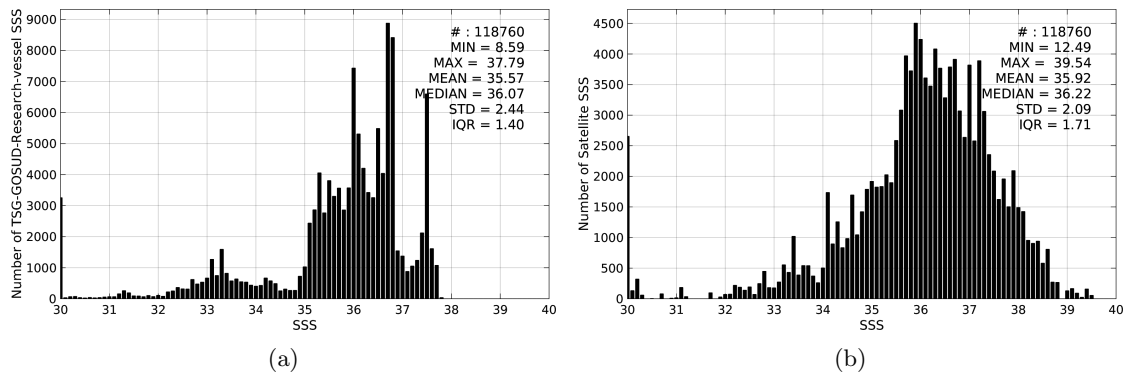 Number of TSG-GOSUD-Research-vessel SSS
9000
8000
7000
6000
5000
4000
3000
2000
1000
0
# : 118760
MIN = 8.59
MAX = 37.79
MEAN = 35.57
MEDIAN = 36.07
STD = 2.44
IQR = 1.40
30 31 32 33 34 35 36 37 38 39 40
SSS
(a)
Number of Satellite SSS
4500
4000
3500
3000
2500
2000
1500
1000
500
0
# : 118760
MIN = 12.49
MAX = 39.54
MEAN = 35.92
MEDIAN = 36.22
STD = 2.09
IQR = 1.71
30 31 32 33 34 35 36 37 38 39 40
SSS
(b)